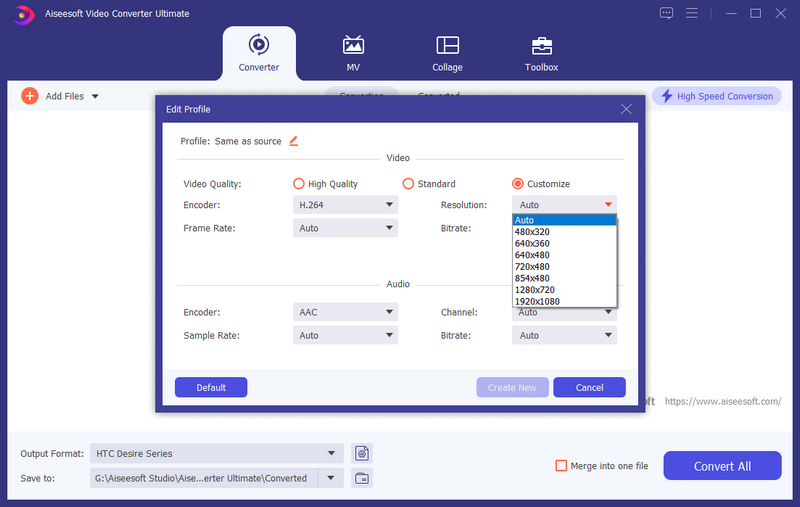 Aiseesoft Video Converter Ultimate
Converter
MV
Collage
Toolbox
Add Files
Converting
Converted
High Speed Conversion
Edit Profile
Profile: Same as source
Video
Video Quality:
High Quality
Standard
Customize
Encoder:
H.264
Resolution:
Auto
Frame Rate:
Auto
Bitrate:
Auto
480x320
640x360
640x480
720x480
854x480
1280x720
1920x1080
Audio
Encoder:
AAC
Channel:
Auto
Sample Rate:
Auto
Bitrate:
Auto
Default
Create New
Cancel
https://www.aiseesoft.com/
Output Format:
HTC Desire Series
Save to:
G:\Aiseesoft Studio\Aise...erter Ultimate\Converted
Merge into one file
Convert All